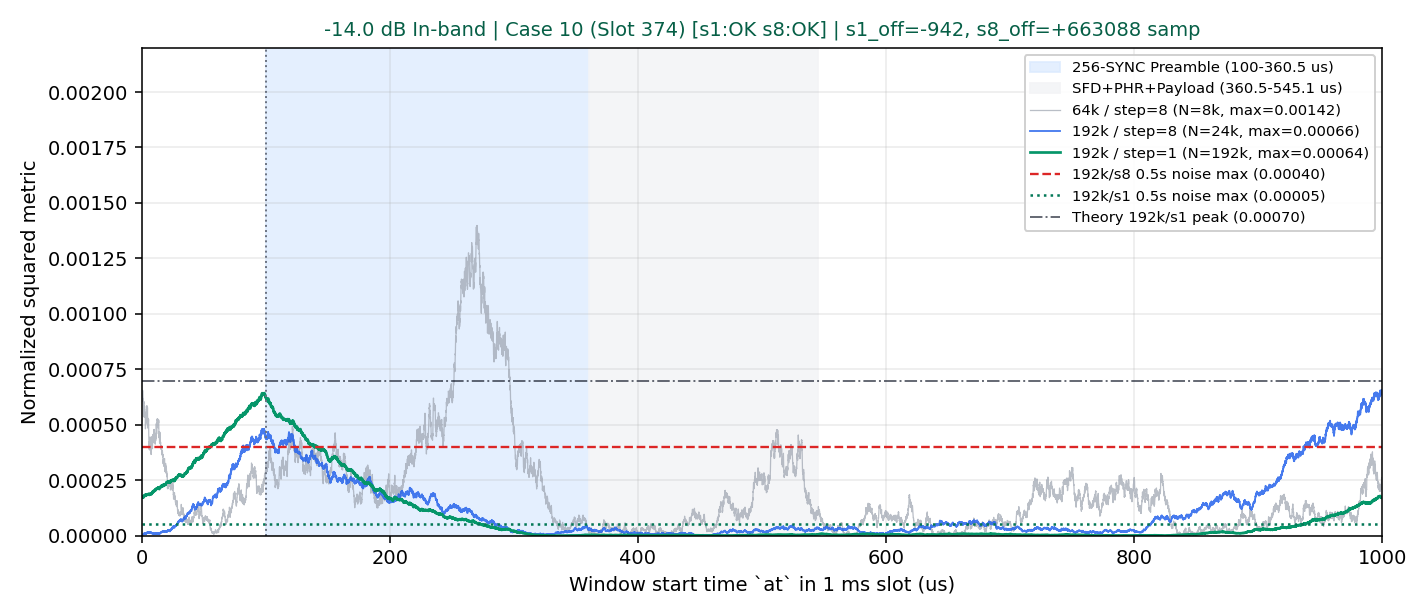 -14.0 dB In-band | Case 10 (Slot 374) [s1:OK s8:OK] | s1_off=-942, s8_off=+663088 samp
Normalized squared metric
0.00200
0.00175
0.00150
0.00125
0.00100
0.00075
0.00050
0.00025
0.00000
256-SYNC Preamble (100-360.5 us)
SFD+PHR+Payload (360.5-545.1 us)
64k / step=8 (N=8k, max=0.00142)
192k / step=8 (N=24k, max=0.00066)
192k / step=1 (N=192k, max=0.00064)
192k/s8 0.5s noise max (0.00040)
192k/s1 0.5s noise max (0.00005)
Theory 192k/s1 peak (0.00070)
0 200 400 600 800 1000
Window start time `at` in 1 ms slot (us)